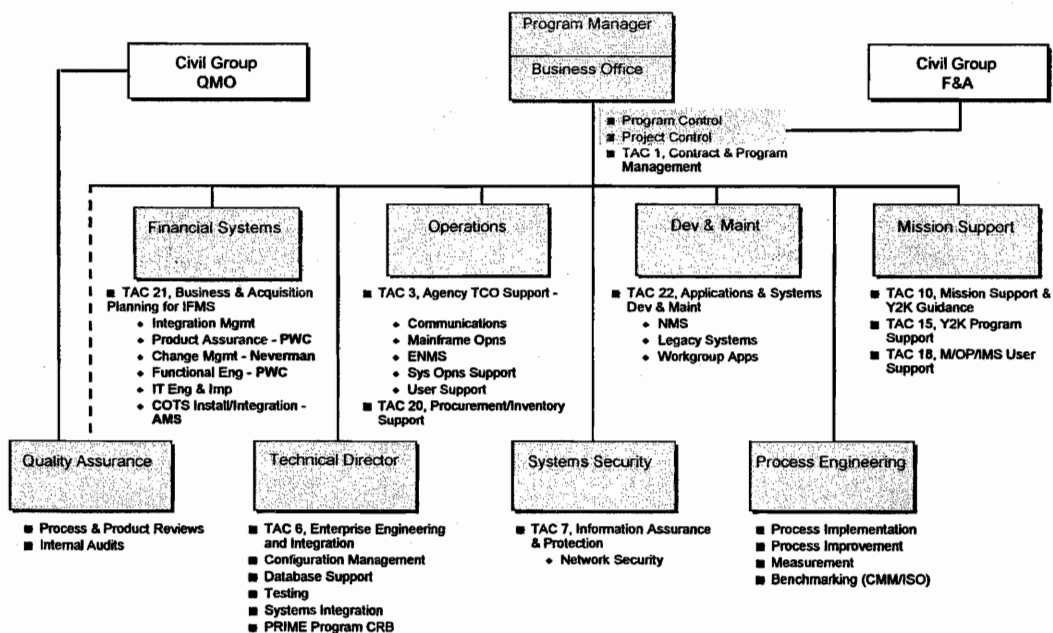 Program Manager
Business Office
Civil Group
QMO
Civil Group
F&A
■ Program Control
■ Project Control
■ TAC 1, Contract & Program
Management
Financial Systems
■ TAC 21, Business & Acquisition
Planning for IFMS
◆ Integration Mgmt
◆ Product Assurance - PWC
◆ Change Mgmt - Neverman
◆ Functional Eng - PWC
◆ IT Eng & Imp
◆ COTS Install/Integration -
AMS
Operations
■ TAC 3, Agency TCO Support -
◆ Communications
◆ Mainframe Opns
◆ ENMS
◆ Sys Opns Support
◆ User Support
■ TAC 20, Procurement/Inventory
Support
Dev & Maint
■ TAC 22, Applications & Systems
Dev & Maint
◆ NMS
◆ Legacy Systems
◆ Workgroup Apps
Mission Support
■ TAC 10, Mission Support &
Y2K Guidance
■ TAC 15, Y2K Program
Support
■ TAC 18, M/OP/IMS User
Support
Quality Assurance
■ Process & Product Reviews
■ Internal Audits
Technical Director
■ TAC 6, Enterprise Engineering
and Integration
■ Configuration Management
■ Database Support
■ Testing
■ Systems Integration
■ PRIME Program CRB
Systems Security
■ TAC 7, Information Assurance
& Protection
◆ Network Security
Process Engineering
■ Process Implementation
■ Process Improvement
■ Measurement
■ Benchmarking (CMM/ISO)